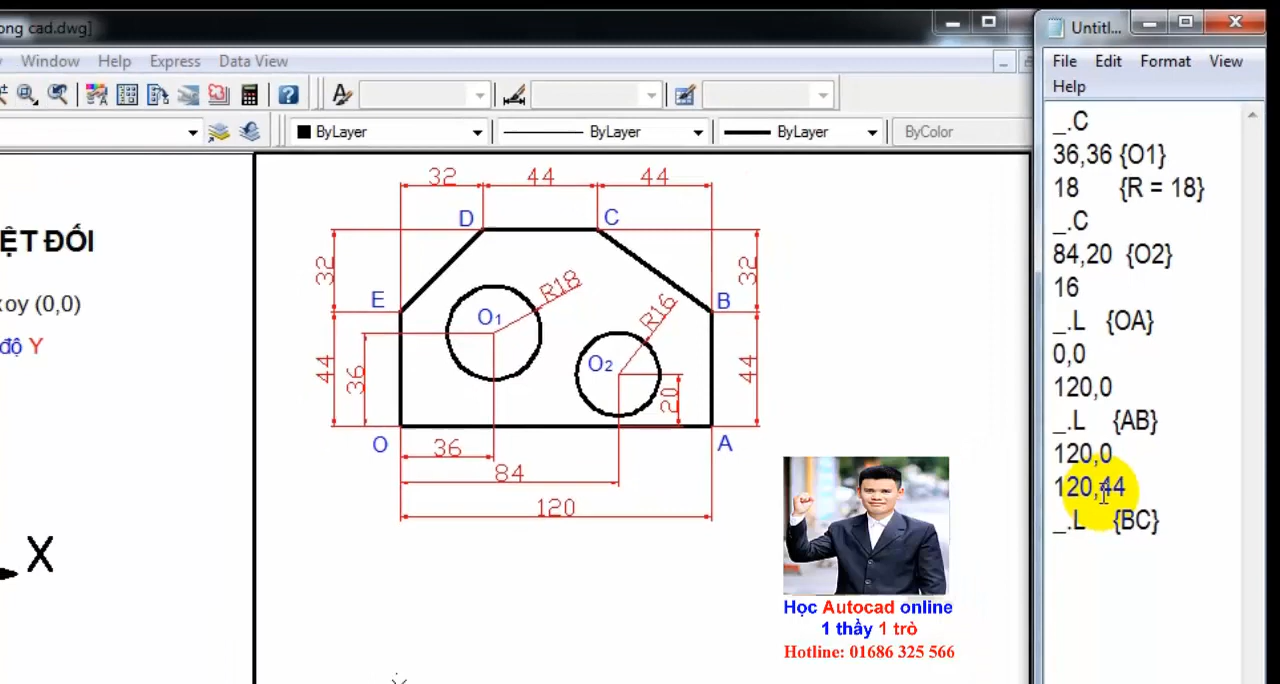 ong cad.dwg]
Untitl...
Window Help Express Data View
File Edit Format View
Help
ByLayer
ByLayer
ByLayer
ByColor
ỆT ĐỐI
oy (0,0)
độ Y
X
32 44 44
D C
32 32
E B
R18
R16
O1
O2
44 36 20 44
O A
36
84
120
_.C
36,36 {O1}
18 {R = 18}
_.C
84,20 {O2}
16
_.L {OA}
0,0
120,0
_.L {AB}
120,0
120,44
_.L {BC}
Học Autocad online
1 thầy 1 trò
Hotline: 01686 325 566